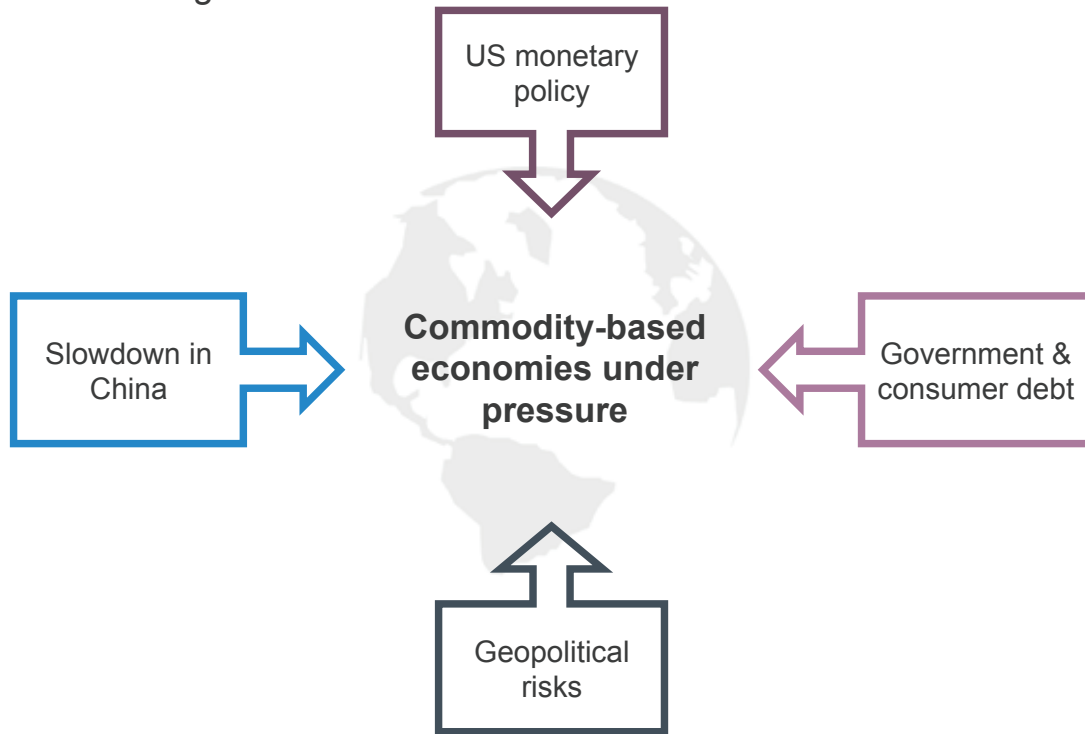 US monetary
policy
Slowdown in
China
Commodity-based
economies under
pressure
Government &
consumer debt
Geopolitical
risks